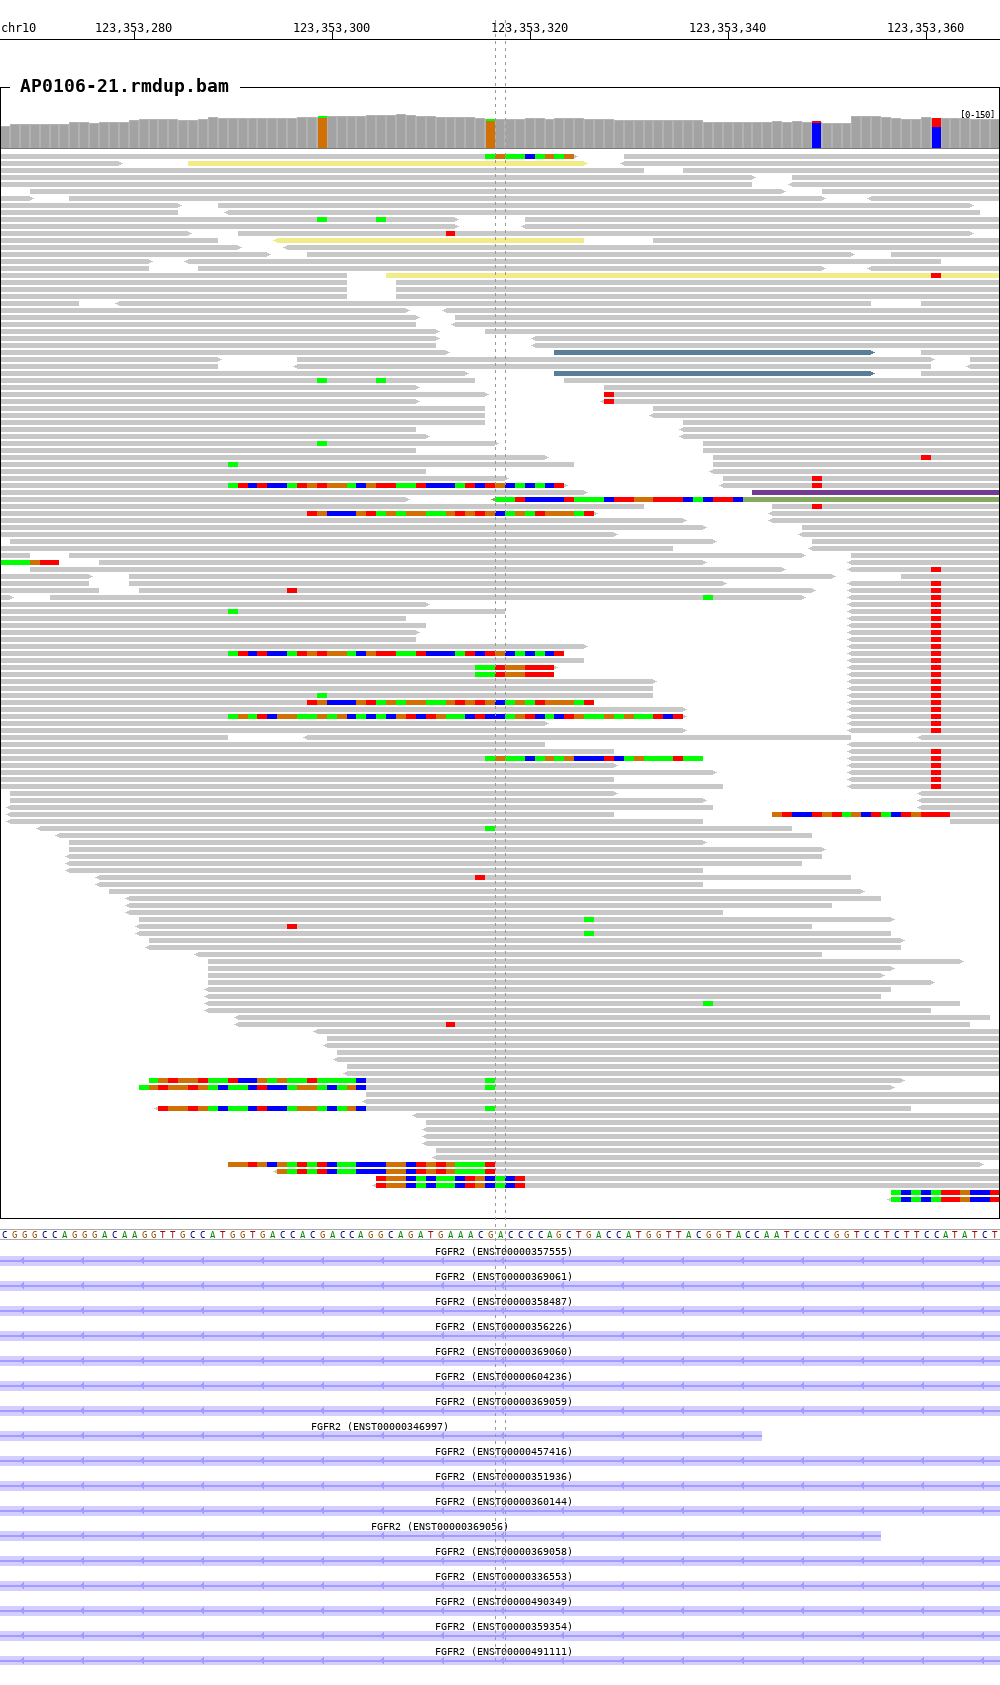 chr10 123,353,280 123,353,300 123,353,320 123,353,340 123,353,360
AP0106-21.rmdup.bam
[0-150]
CGGGCCAGGGACAAGGTTGCCATGGTGACCACGACCAGGCAGATGAAACGACCCCAGCTGACCATGGTTACGGTACCAATCCCCGGTCCTCTTCCATATCT
FGFR2 (ENST00000357555)
FGFR2 (ENST00000369061)
FGFR2 (ENST00000358487)
FGFR2 (ENST00000356226)
FGFR2 (ENST00000369060)
FGFR2 (ENST00000604236)
FGFR2 (ENST00000369059)
FGFR2 (ENST00000346997)
FGFR2 (ENST00000457416)
FGFR2 (ENST00000351936)
FGFR2 (ENST00000360144)
FGFR2 (ENST00000369056)
FGFR2 (ENST00000369058)
FGFR2 (ENST00000336553)
FGFR2 (ENST00000490349)
FGFR2 (ENST00000359354)
FGFR2 (ENST00000491111)